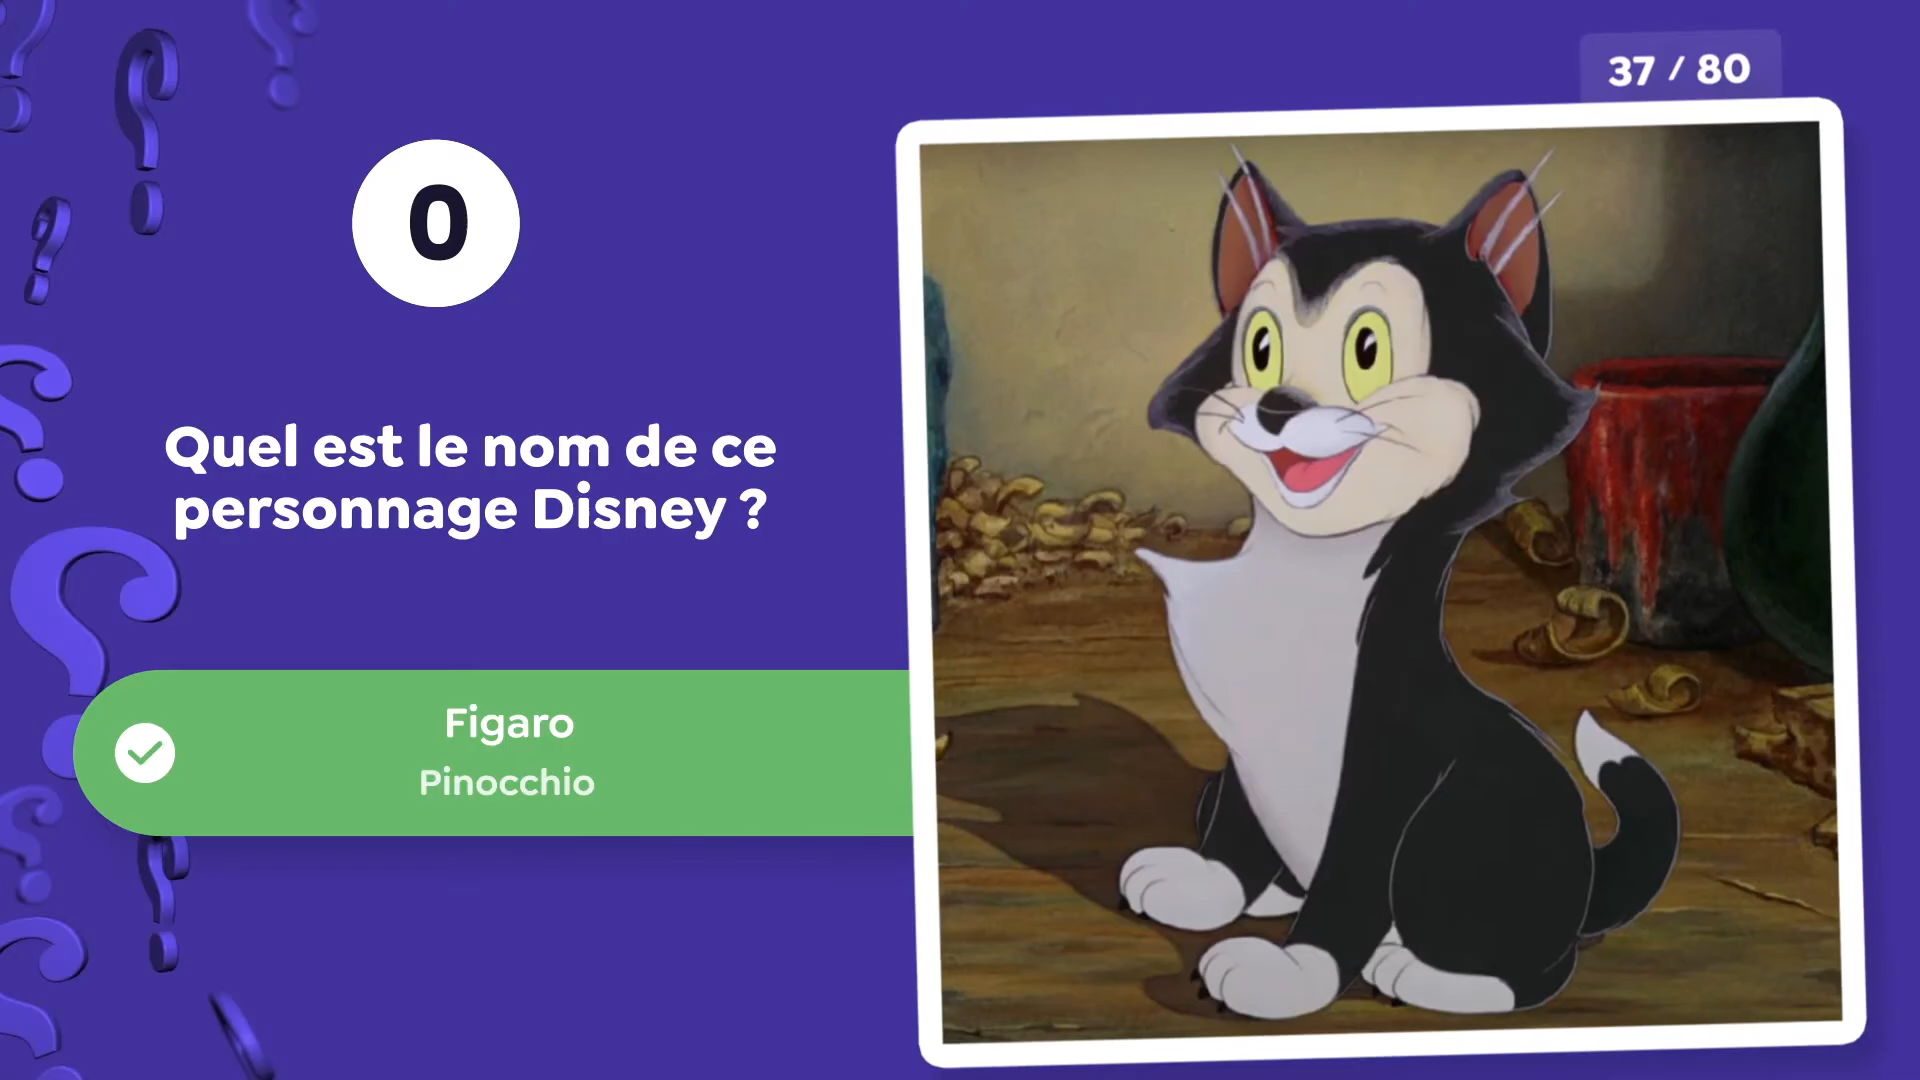 37 / 80
0
Quel est le nom de ce
personnage Disney ?
Figaro
Pinocchio